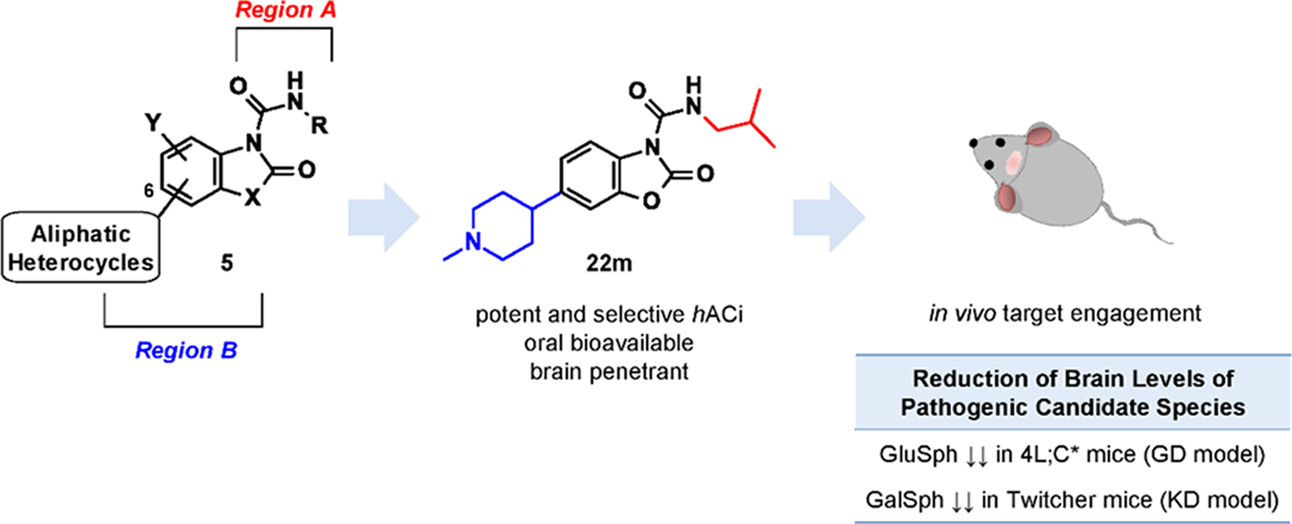 Region A
O
H
N
R
N
Y
O
6
X
Aliphatic
Heterocycles
5
Region B
O
H
N
N
O
O
N
22m
potent and selective hACi
oral bioavailable
brain penetrant
in vivo target engagement
Reduction of Brain Levels of
Pathogenic Candidate Species
GluSph ↓↓ in 4L;C* mice (GD model)
GalSph ↓↓ in Twitcher mice (KD model)